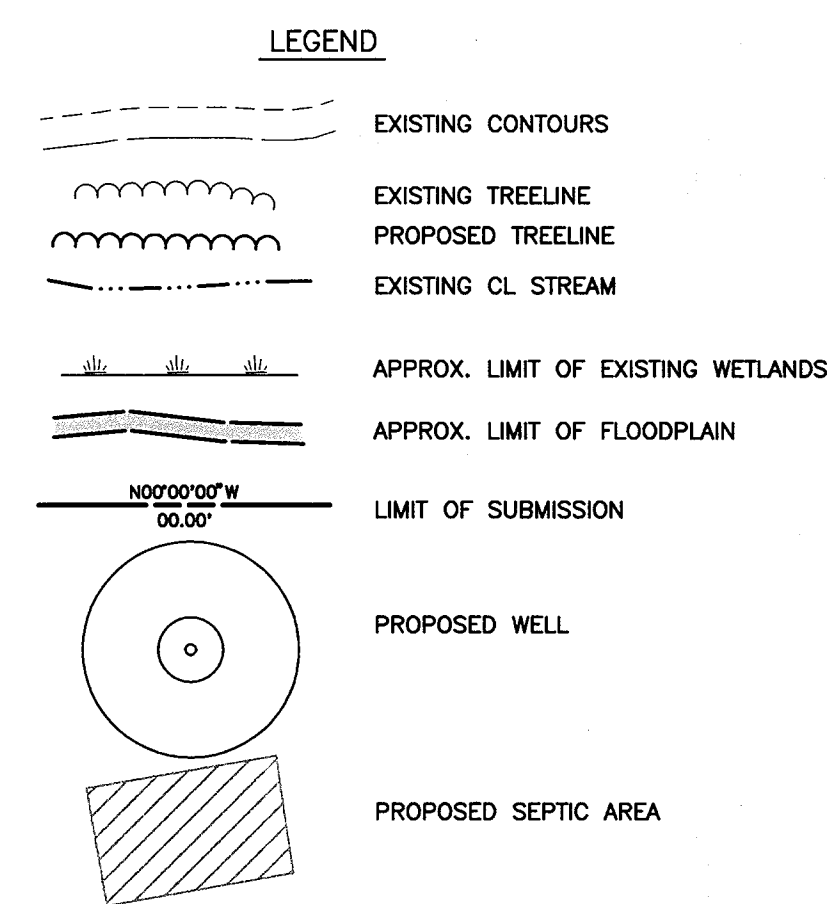 LEGEND
EXISTING CONTOURS
EXISTING TREELINE
PROPOSED TREELINE
EXISTING CL STREAM
APPROX. LIMIT OF EXISTING WETLANDS
APPROX. LIMIT OF FLOODPLAIN
N00°00'00"W
00.00'
LIMIT OF SUBMISSION
PROPOSED WELL
PROPOSED SEPTIC AREA